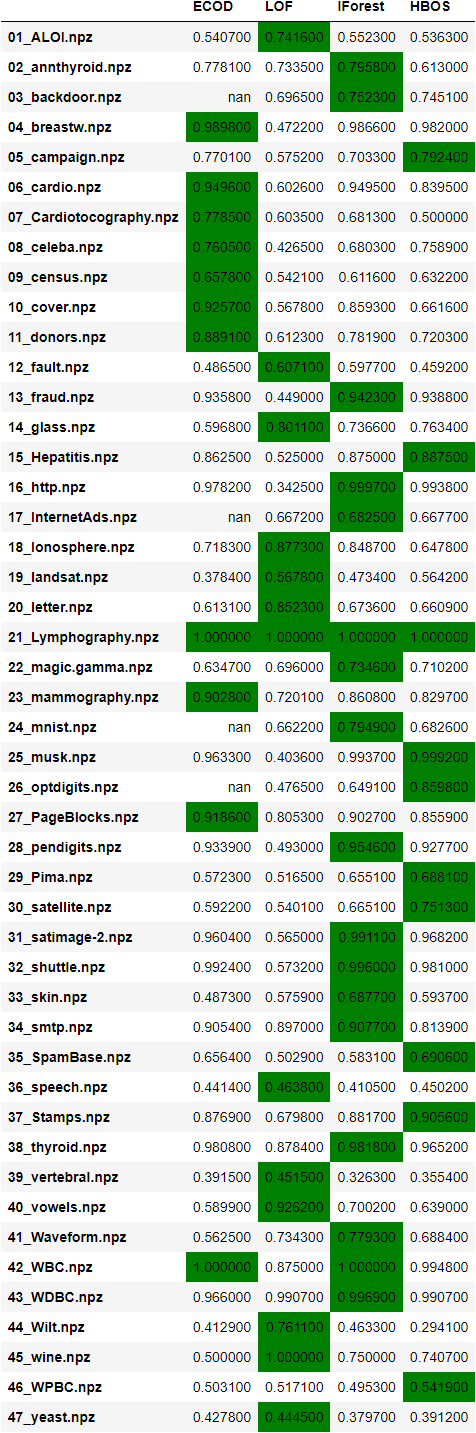 ECOD LOF IForest HBOS
01_ALOI.npz 0.540700 0.741600 0.552300 0.536300
02_annthyroid.npz 0.778100 0.733500 0.795800 0.613000
03_backdoor.npz nan 0.696500 0.752300 0.745100
04_breastw.npz 0.989800 0.472200 0.986600 0.982000
05_campaign.npz 0.770100 0.575200 0.703300 0.792400
06_cardio.npz 0.949600 0.602600 0.949500 0.839500
07_Cardiotocography.npz 0.778500 0.603500 0.681300 0.500000
08_celeba.npz 0.760500 0.426500 0.680300 0.758900
09_census.npz 0.657800 0.542100 0.611600 0.632200
10_cover.npz 0.925700 0.567800 0.859300 0.661600
11_donors.npz 0.889100 0.612300 0.781900 0.720300
12_fault.npz 0.486500 0.607100 0.597700 0.459200
13_fraud.npz 0.935800 0.449000 0.942300 0.938800
14_glass.npz 0.596800 0.801100 0.736600 0.763400
15_Hepatitis.npz 0.862500 0.525000 0.875000 0.887500
16_http.npz 0.978200 0.342500 0.999700 0.993800
17_InternetAds.npz nan 0.667200 0.682500 0.667700
18_Ionosphere.npz 0.718300 0.877300 0.848700 0.647800
19_landsat.npz 0.378400 0.567800 0.473400 0.564200
20_letter.npz 0.613100 0.852300 0.673600 0.660900
21_Lymphography.npz 1.000000 1.000000 1.000000 1.000000
22_magic.gamma.npz 0.634700 0.696000 0.734600 0.710200
23_mammography.npz 0.902800 0.720100 0.860800 0.829700
24_mnist.npz nan 0.662200 0.794900 0.682600
25_musk.npz 0.963300 0.403600 0.993700 0.999200
26_optdigits.npz nan 0.476500 0.649100 0.859800
27_PageBlocks.npz 0.918600 0.805300 0.902700 0.855900
28_pendigits.npz 0.933900 0.493000 0.954600 0.927700
29_Pima.npz 0.572300 0.516500 0.655100 0.688100
30_satellite.npz 0.592200 0.540100 0.665100 0.751300
31_satimage-2.npz 0.960400 0.565000 0.991100 0.968200
32_shuttle.npz 0.992400 0.573200 0.996000 0.981000
33_skin.npz 0.487300 0.575900 0.687700 0.593700
34_smtp.npz 0.905400 0.897000 0.907700 0.813900
35_SpamBase.npz 0.656400 0.502900 0.583100 0.690600
36_speech.npz 0.441400 0.463800 0.410500 0.450200
37_Stamps.npz 0.876900 0.679800 0.881700 0.905600
38_thyroid.npz 0.980800 0.878400 0.981800 0.965200
39_vertebral.npz 0.391500 0.451500 0.326300 0.355400
40_vowels.npz 0.589900 0.926200 0.700200 0.639000
41_Waveform.npz 0.562500 0.734300 0.779300 0.688400
42_WBC.npz 1.000000 0.875000 1.000000 0.994800
43_WDBC.npz 0.966000 0.990700 0.996900 0.990700
44_Wilt.npz 0.412900 0.761100 0.463300 0.294100
45_wine.npz 0.500000 1.000000 0.750000 0.740700
46_WPBC.npz 0.503100 0.517100 0.495300 0.541900
47_yeast.npz 0.427800 0.444500 0.379700 0.391200